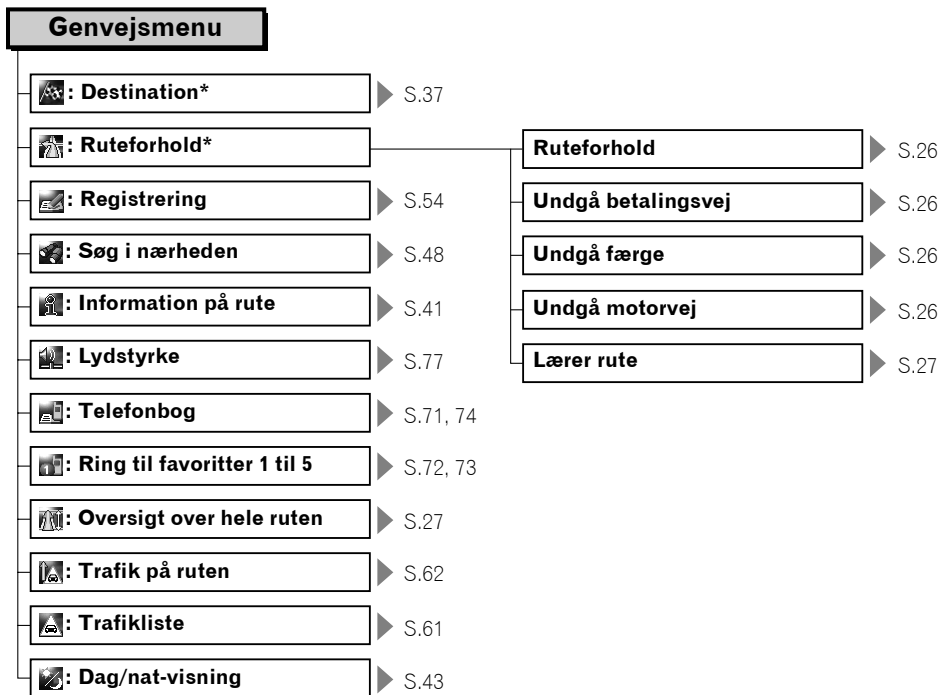 Genvejsmenu
: Destination* S.37
: Ruteforhold*
Ruteforhold S.26
Undgå betalingsvej S.26
Undgå færge S.26
Undgå motorvej S.26
Lærer rute S.27
: Registrering S.54
: Søg i nærheden S.48
: Information på rute S.41
: Lydstyrke S.77
: Telefonbog S.71, 74
: Ring til favoritter 1 til 5 S.72, 73
: Oversigt over hele ruten S.27
: Trafik på ruten S.62
: Trafikliste S.61
: Dag/nat-visning S.43